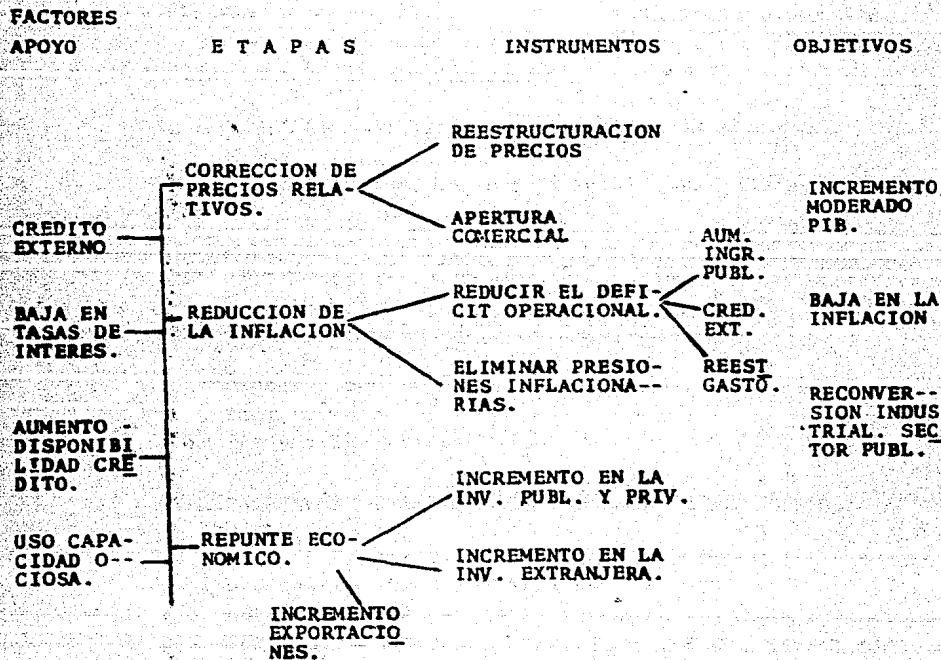 FACTORES
APOYO
E T A P A S
INSTRUMENTOS
OBJETIVOS
CREDITO
EXTERNO
BAJA EN
TASAS DE
INTERES.
AUMENTO -
DISPONIBI
LIDAD CRE
DITO.
USO CAPA-
CIDAD O--
CIOSA.
CORRECCION DE
PRECIOS RELA-
TIVOS.
REDUCCION DE
LA INFLACION
REPUNTE ECO-
NOMICO.
REESTRUCTURACION
DE PRECIOS
APERTURA
COMERCIAL
REDUCIR EL DEFI-
CIT OPERACIONAL.
ELIMINAR PRESIO-
NES INFLACIONA--
RIAS.
INCREMENTO EN LA
INV. PUBL. Y PRIV.
INCREMENTO EN LA
INV. EXTRANJERA.
INCREMENTO
EXPORTACIO
NES.
AUM.
INGR.
PUBL.
CRED.
EXT.
REEST
GASTO.
INCREMENTO
MODERADO
PIB.
BAJA EN LA
INFLACION
RECONVER--
SION INDUS
TRIAL. SEC
TOR PUBL.